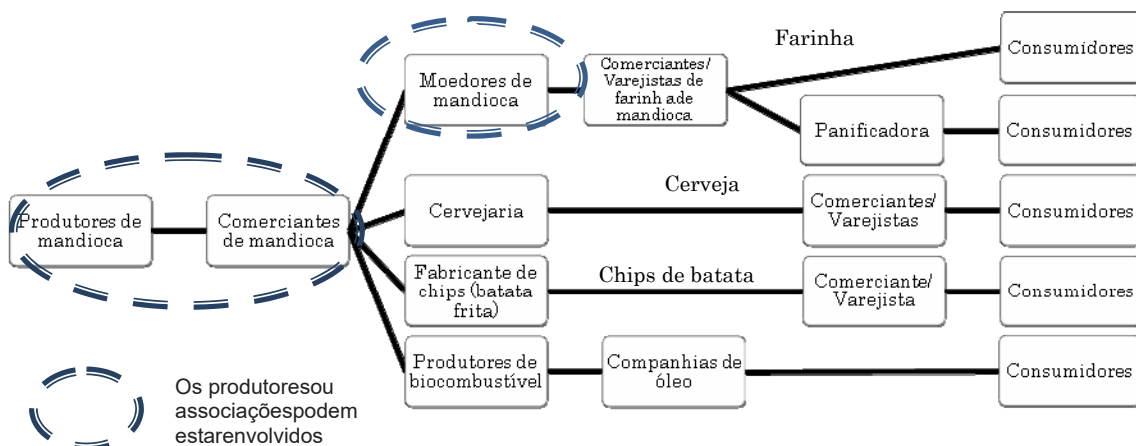 Farinha
Consumidores
Moedores de
mandioca
Comerciantes/
Varejistas de
farinh ade
mandioca
Panificadora
Consumidores
Produtores de
mandioca
Comerciantes
de mandioca
Cervejaria
Cerveja
Comerciantes/
Varejistas
Consumidores
Fabricante de
chips (batata
frita)
Chips de batata
Comerciante/
Varejista
Consumidores
Produtores de
biocombustível
Companhias de
óleo
Consumidores
Os produtoresou
associaçõespodem
estarenvolvidos